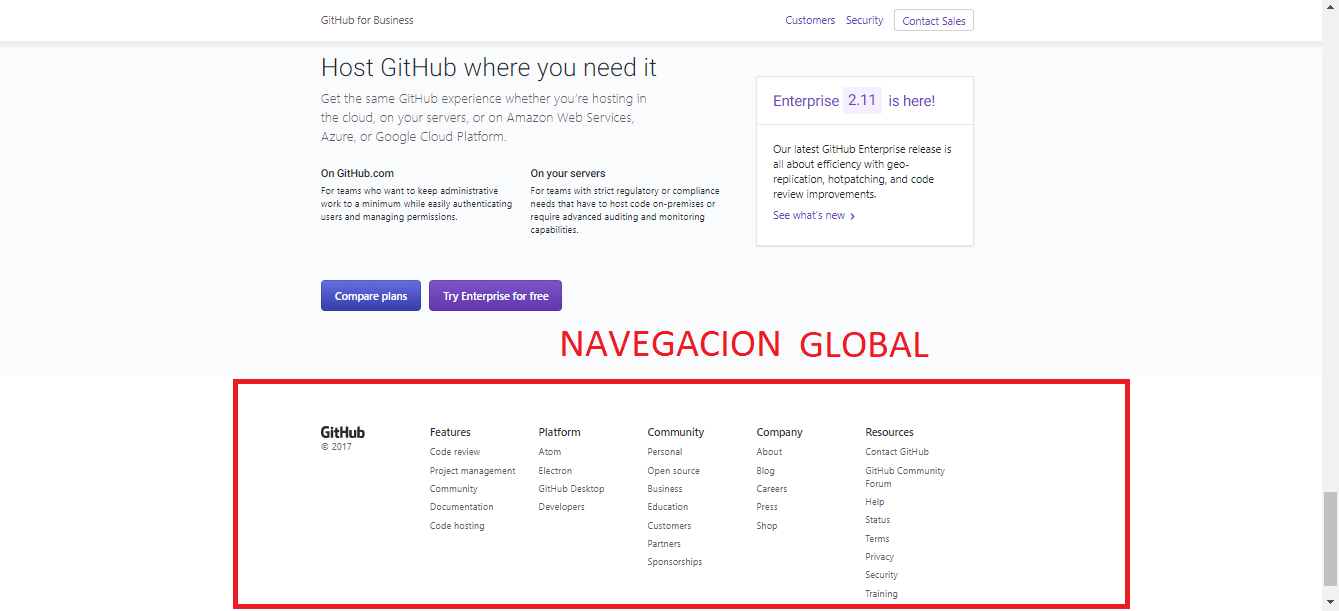 GitHub for Business
Customers Security Contact Sales
Host GitHub where you need it
Get the same GitHub experience whether you're hosting in
the cloud, on your servers, or on Amazon Web Services,
Azure, or Google Cloud Platform.
On GitHub.com
For teams who want to keep administrative
work to a minimum while easily authenticating
users and managing permissions.
On your servers
For teams with strict regulatory or compliance
needs that have to host code on-premises or
require advanced auditing and monitoring
capabilities.
Enterprise 2.11 is here!
Our latest GitHub Enterprise release is
all about efficiency with geo-
replication, hotpatching, and code
review improvements.
See what's new ›
Compare plans
Try Enterprise for free
NAVEGACION GLOBAL
GitHub
© 2017
Features
Code review
Project management
Community
Documentation
Code hosting
Platform
Atom
Electron
GitHub Desktop
Developers
Community
Personal
Open source
Business
Education
Customers
Partners
Sponsorships
Company
About
Blog
Careers
Press
Shop
Resources
Contact GitHub
GitHub Community
Forum
Help
Status
Terms
Privacy
Security
Training